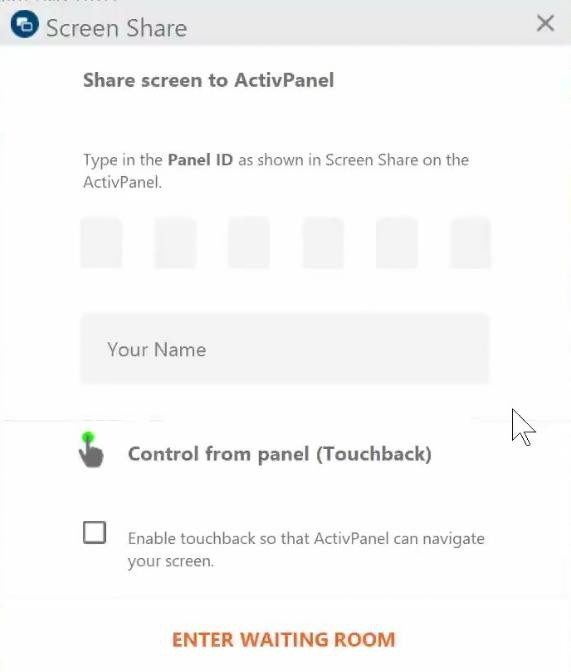 Screen Share
Share screen to ActivPanel
Type in the Panel ID as shown in Screen Share on the
ActivPanel.
Your Name
Control from panel (Touchback)
Enable touchback so that ActivPanel can navigate
your screen.
ENTER WAITING ROOM